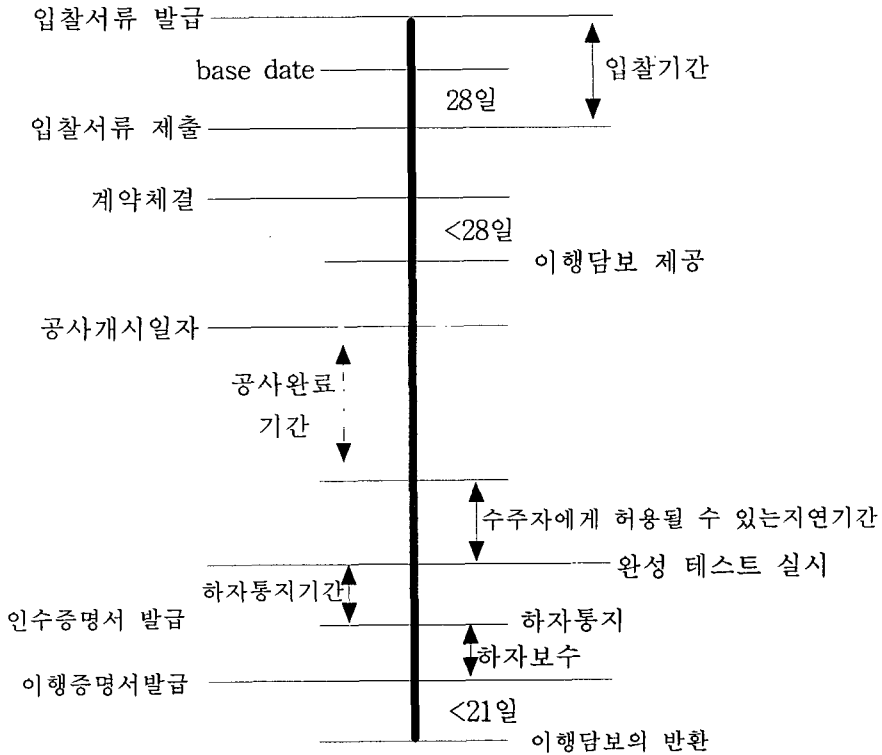 입찰서류 발급
base date
입찰기간
28일
입찰서류 제출
계약체결
<28일
이행담보 제공
공사개시일자
공사완료
기간
수주자에게 허용될 수 있는지연기간
완성 테스트 실시
하자통지기간
인수증명서 발급
하자통지
하자보수
이행증명서발급
<21일
이행담보의 반환